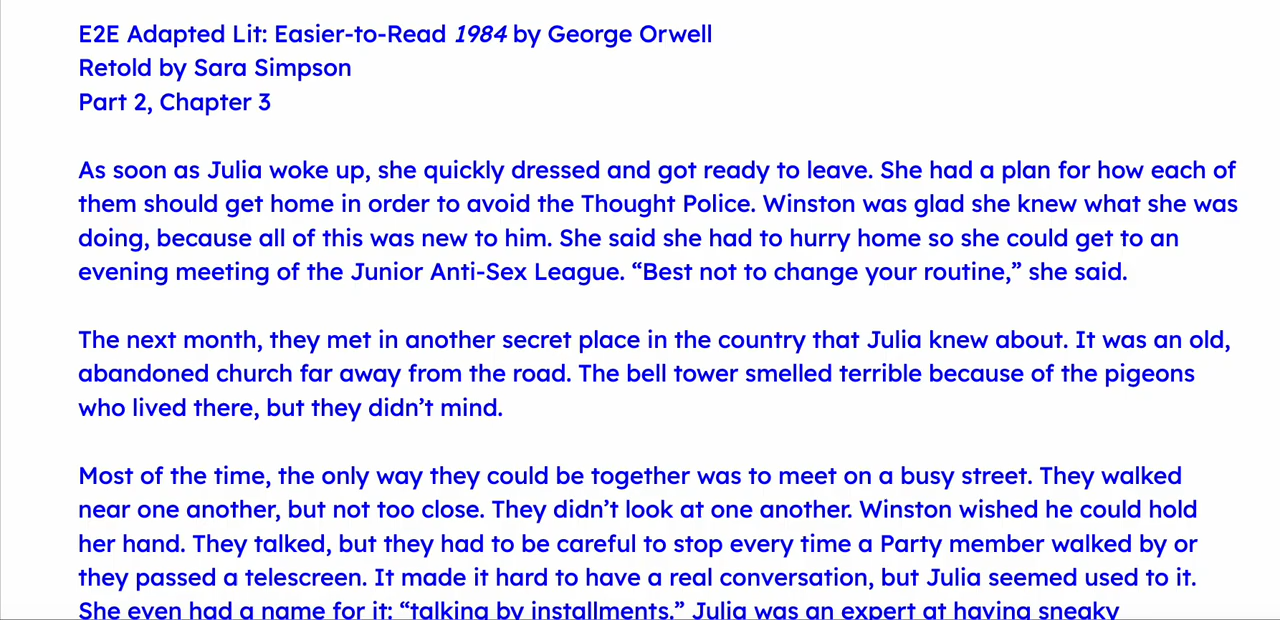 E2E Adapted Lit: Easier-to-Read 1984 by George Orwell
Retold by Sara Simpson
Part 2, Chapter 3
As soon as Julia woke up, she quickly dressed and got ready to leave. She had a plan for how each of
them should get home in order to avoid the Thought Police. Winston was glad she knew what she was
doing, because all of this was new to him. She said she had to hurry home so she could get to an
evening meeting of the Junior Anti-Sex League. “Best not to change your routine,” she said.
The next month, they met in another secret place in the country that Julia knew about. It was an old,
abandoned church far away from the road. The bell tower smelled terrible because of the pigeons
who lived there, but they didn’t mind.
Most of the time, the only way they could be together was to meet on a busy street. They walked
near one another, but not too close. They didn’t look at one another. Winston wished he could hold
her hand. They talked, but they had to be careful to stop every time a Party member walked by or
they passed a telescreen. It made it hard to have a real conversation, but Julia seemed used to it.
She even had a name for it: “talking by installments.” Julia was an expert at having sneaky